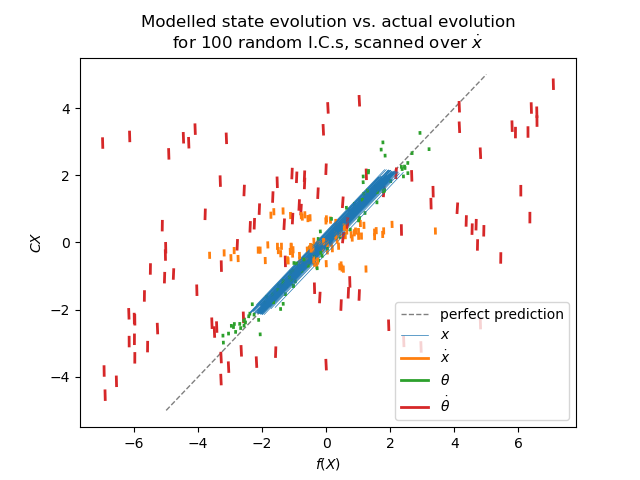 Modelled state evolution vs. actual evolution
for 100 random I.C.s, scanned over ẋ
4
2
0
−2
−4
CX
−6
−4
−2
0
2
4
6
f(X)
perfect prediction
x
ẋ
θ
θ̇